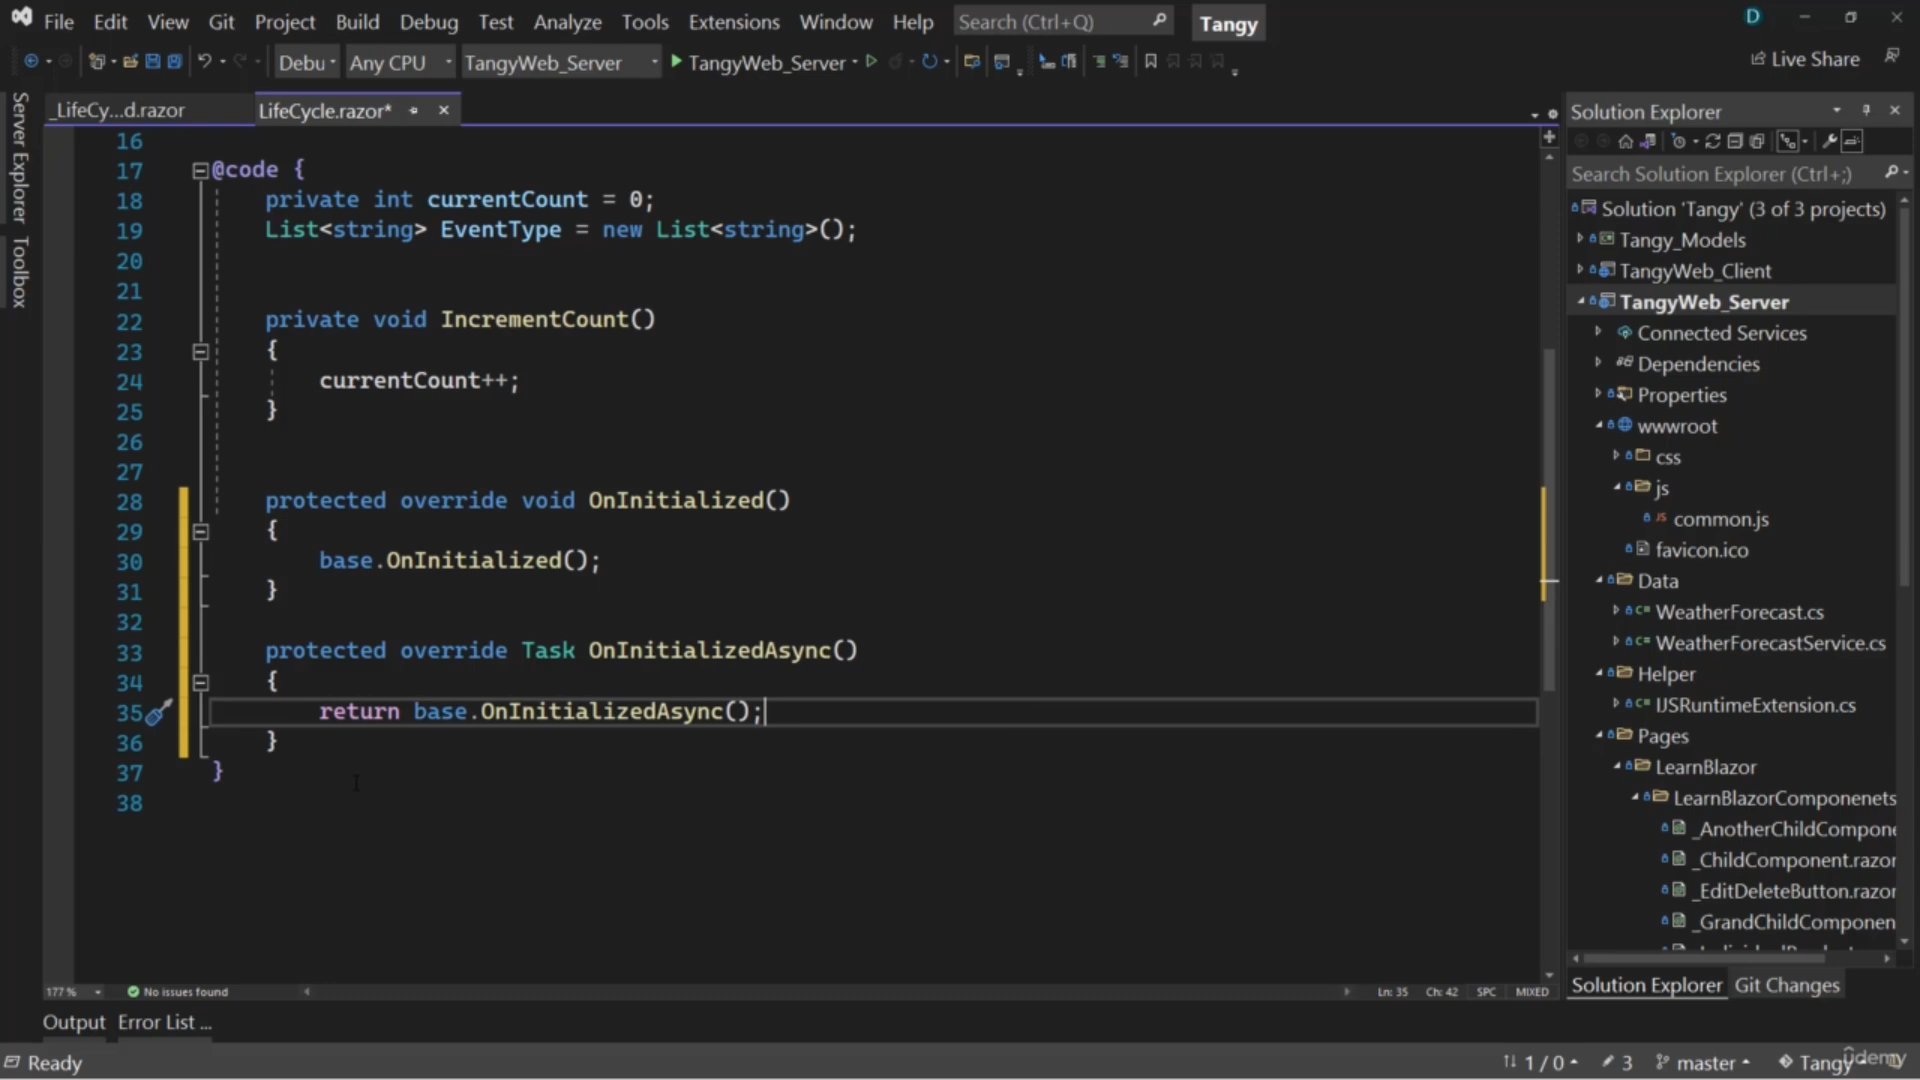 File Edit View Git Project Build Debug Test Analyze Tools Extensions Window Help Search (Ctrl+Q) Tangy D
Debu Any CPU TangyWeb_Server TangyWeb_Server Live Share
Server Explorer
Toolbox
_LifeCy...d.razor LifeCycle.razor*
16
17 @code {
18 private int currentCount = 0;
19 List<string> EventType = new List<string>();
20
21
22 private void IncrementCount()
23 {
24 currentCount++;
25 }
26
27
28 protected override void OnInitialized()
29 {
30 base.OnInitialized();
31 }
32
33 protected override Task OnInitializedAsync()
34 {
35 return base.OnInitializedAsync();
36 }
37 }
38
177 % No issues found Ln: 35 Ch: 42 SPC MIXED
Solution Explorer
Search Solution Explorer (Ctrl+;)
Solution 'Tangy' (3 of 3 projects)
Tangy_Models
TangyWeb_Client
TangyWeb_Server
Connected Services
Dependencies
Properties
wwwroot
css
js
JS common.js
favicon.ico
Data
C# WeatherForecast.cs
C# WeatherForecastService.cs
Helper
C# IJSRuntimeExtension.cs
Pages
LearnBlazor
LearnBlazorComponenets
_AnotherChildCompone
_ChildComponent.razor
_EditDeleteButton.razor
_GrandChildComponen
Solution Explorer Git Changes
Output Error List ...
Ready 1 / 0 3 master Tangy
udemy